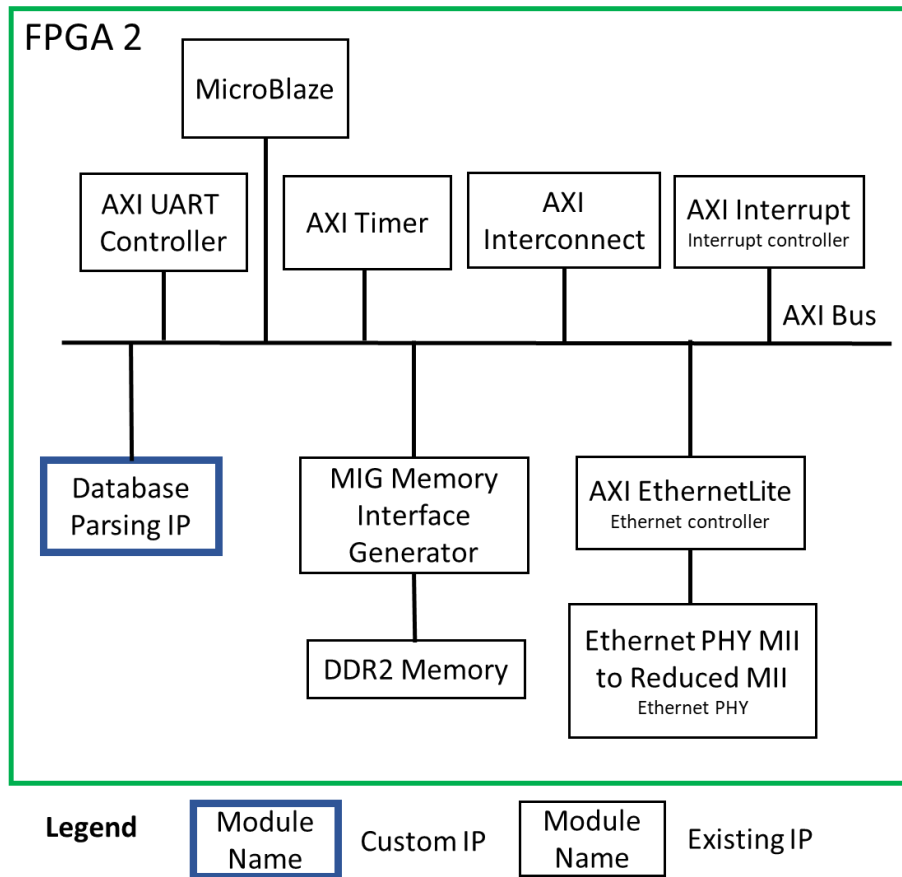 FPGA 2
MicroBlaze
AXI UART
Controller
AXI Timer
AXI
Interconnect
AXI Interrupt
Interrupt controller
AXI Bus
Database
Parsing IP
MIG Memory
Interface
Generator
AXI EthernetLite
Ethernet controller
DDR2 Memory
Ethernet PHY MII
to Reduced MII
Ethernet PHY
Legend
Module
Name
Custom IP
Module
Name
Existing IP